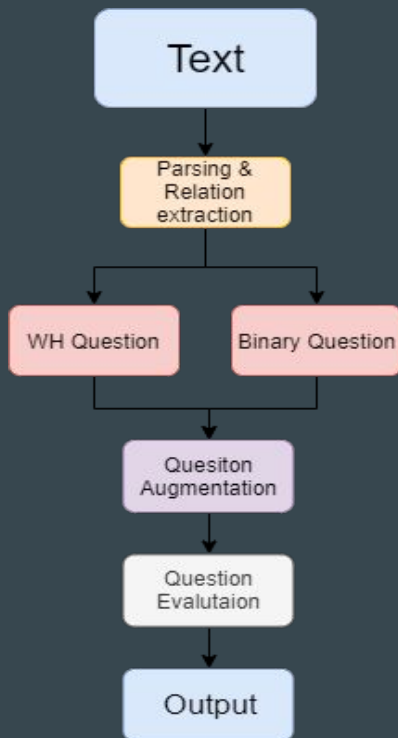 Text
Parsing &
Relation
extraction
WH Question
Binary Question
Quesiton
Augmentation
Question
Evalutaion
Output